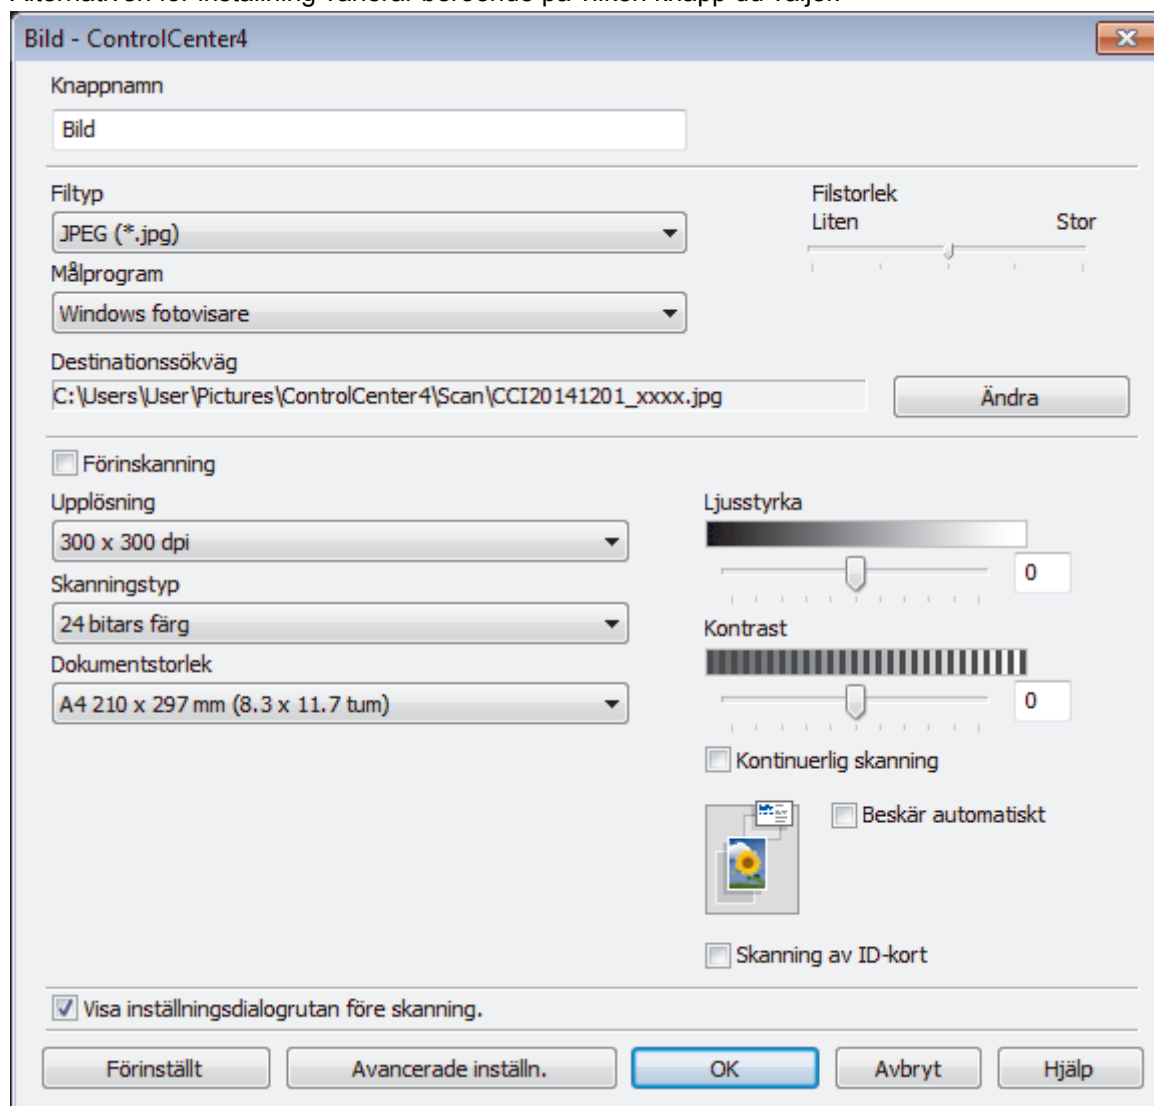 Bild - ControlCenter4
Knappnamn
Bild
Filtyp
JPEG (*.jpg)
Filstorlek
Liten Stor
Målprogram
Windows fotovisare
Destinationssökväg
C:\Users\User\Pictures\ControlCenter4\Scan\CCI20141201_xxxx.jpg
Ändra
Förinskanning
Upplösning
300 x 300 dpi
Skanningstyp
24 bitars färg
Dokumentstorlek
A4 210 x 297 mm (8.3 x 11.7 tum)
Ljusstyrka
0
Kontrast
0
Kontinuerlig skanning
Beskär automatiskt
Skanning av ID-kort
Visa inställningsdialogrutan före skanning.
Förinställt
Avancerade inställn.
OK
Avbryt
Hjälp